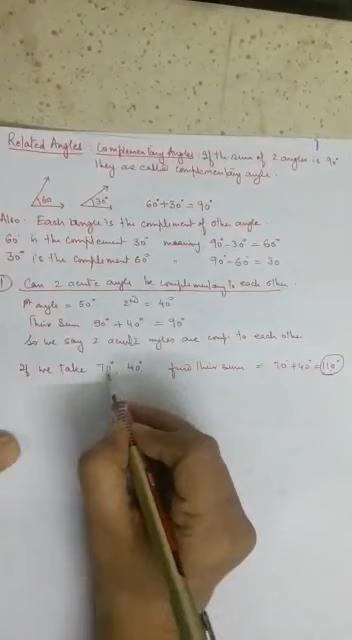 Related Angles : Complementary Angles : If the sum of 2 angles is 90°
They are called complementary angle.
60° 30° 60°+30° = 90°
Also : Each angle is the complement of other angle
60° is the complement 30° meaning 90°-30° = 60°
30° is the complement 60° " 90°-60° = 30
1) Can 2 acute angle be complementary to each other.
1st angle = 50° 2nd = 40°
Their Sum 50° + 40° = 90°
So we say 2 acute angles are comp. to each othe
If we take 70° 40° find their sum = 70°+40° = 110°